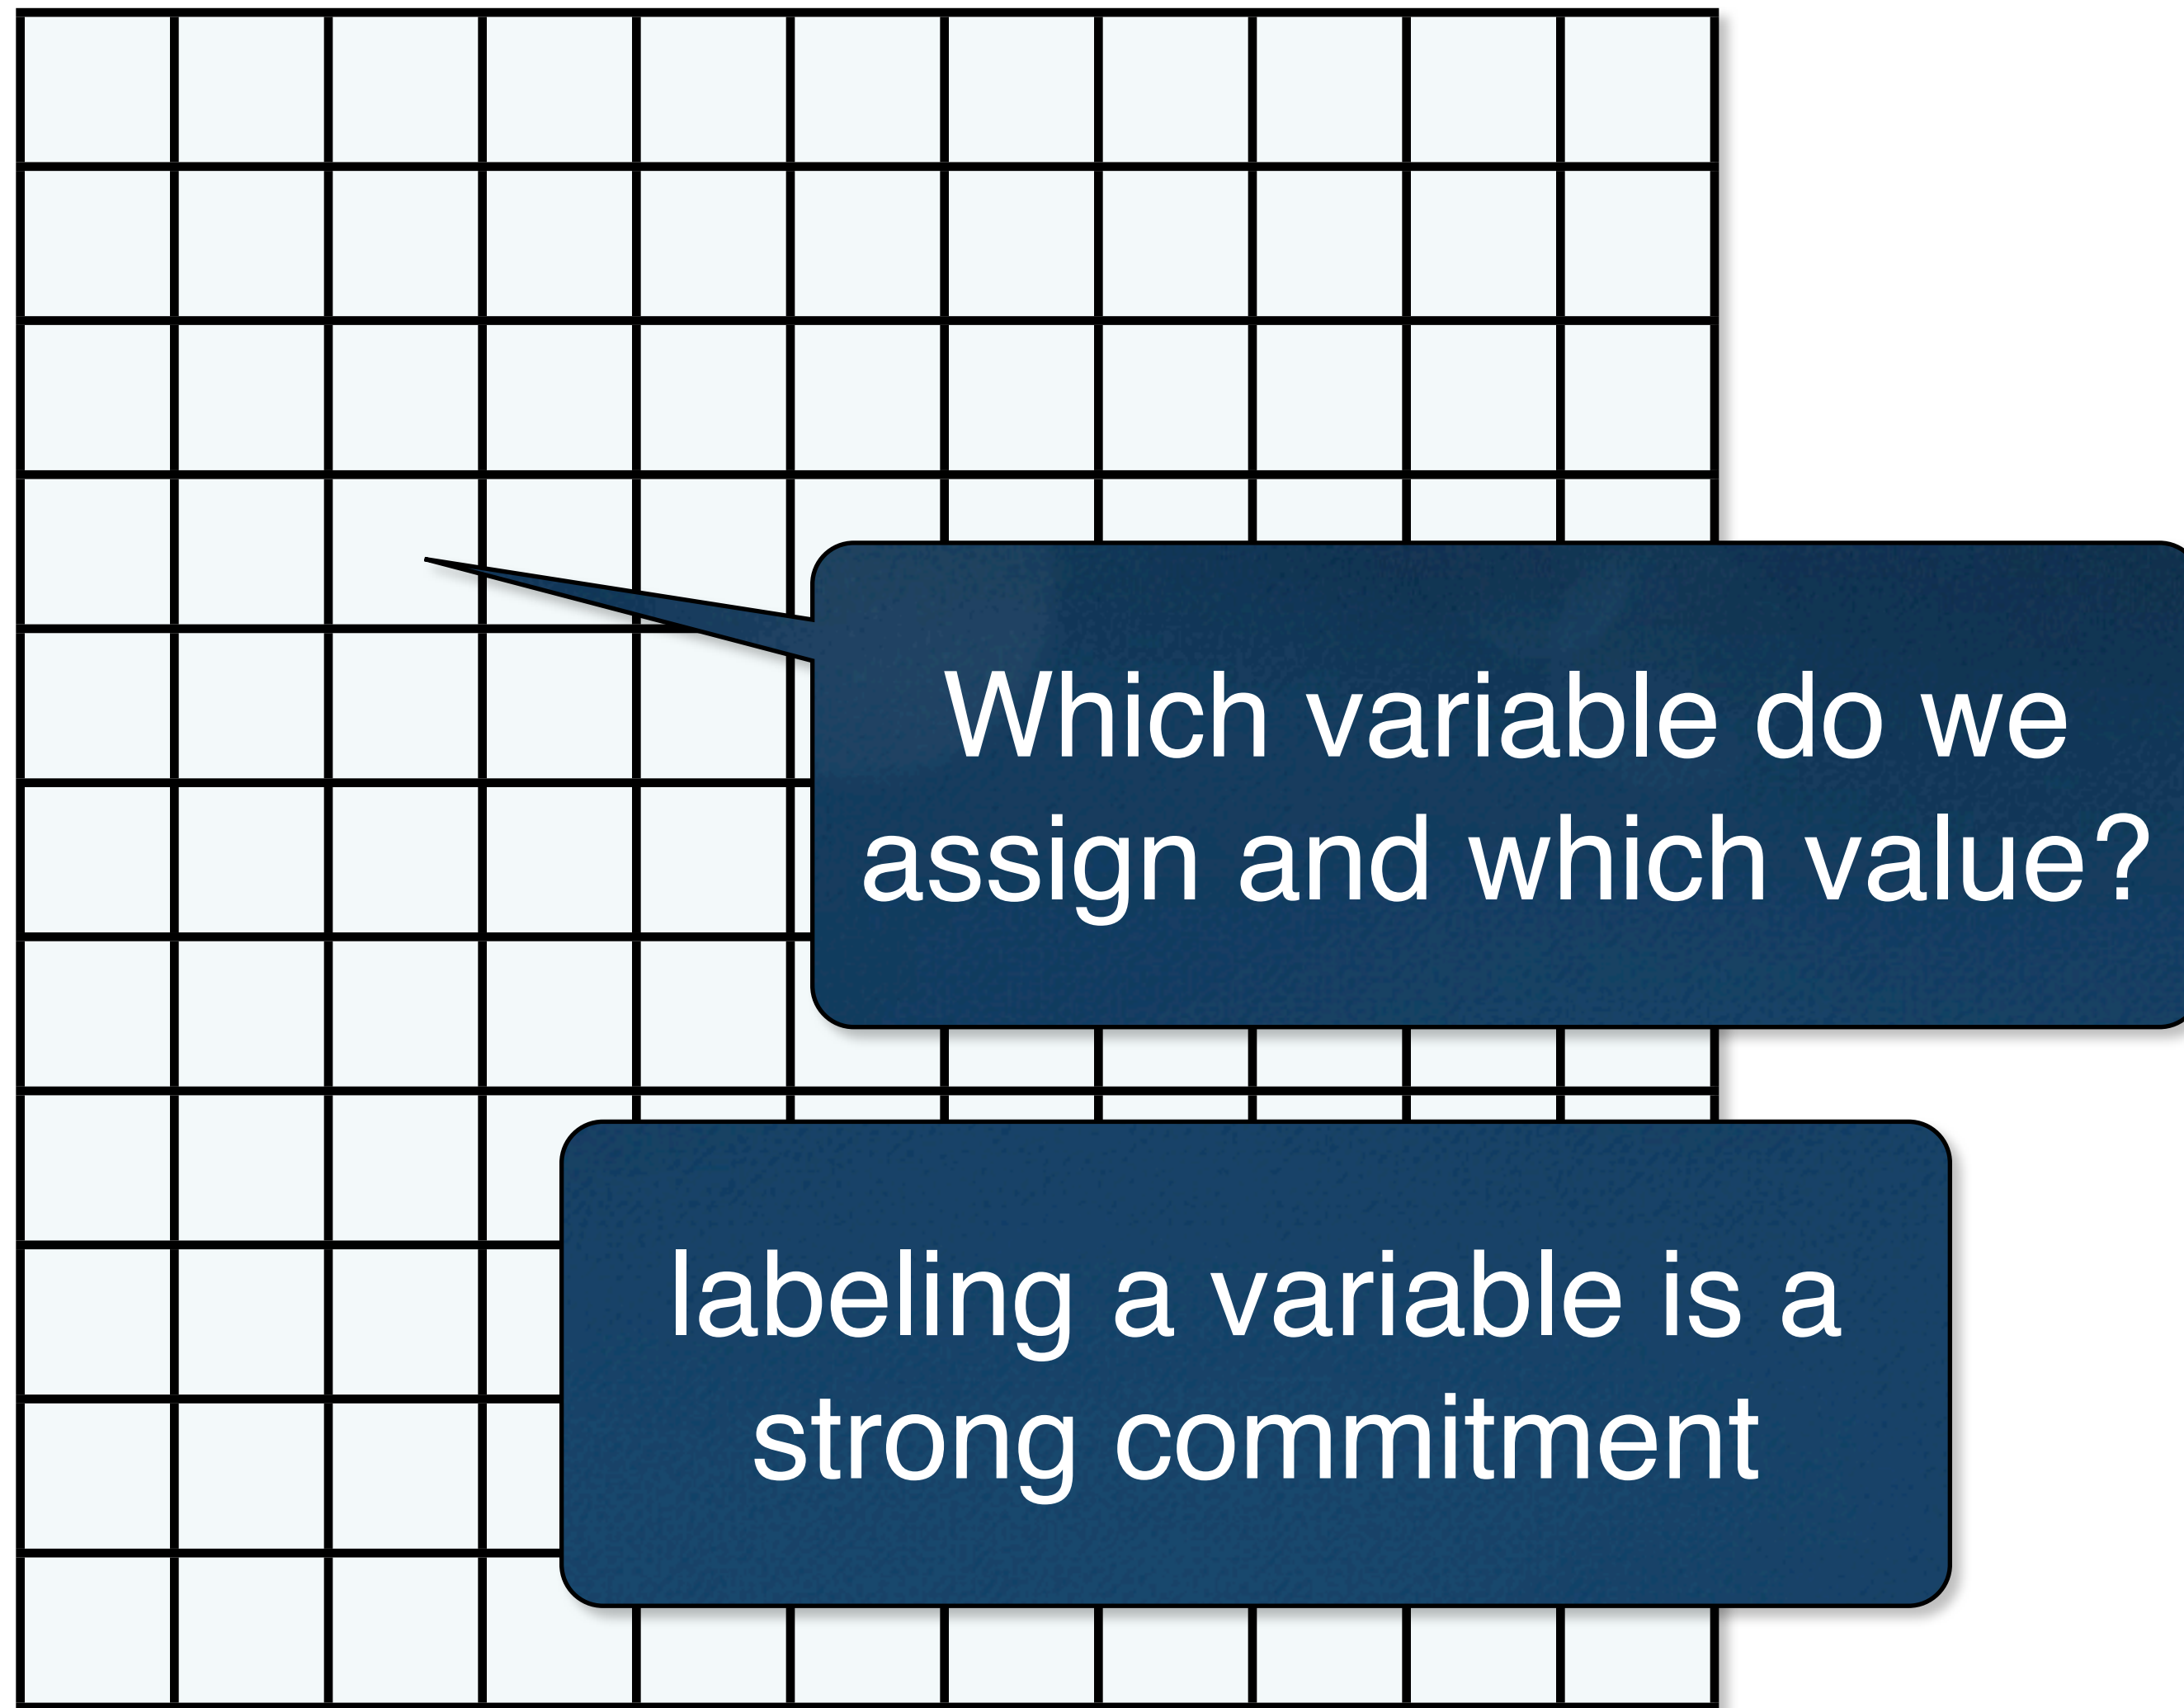 Which variable do we
assign and which value?
labeling a variable is a
strong commitment